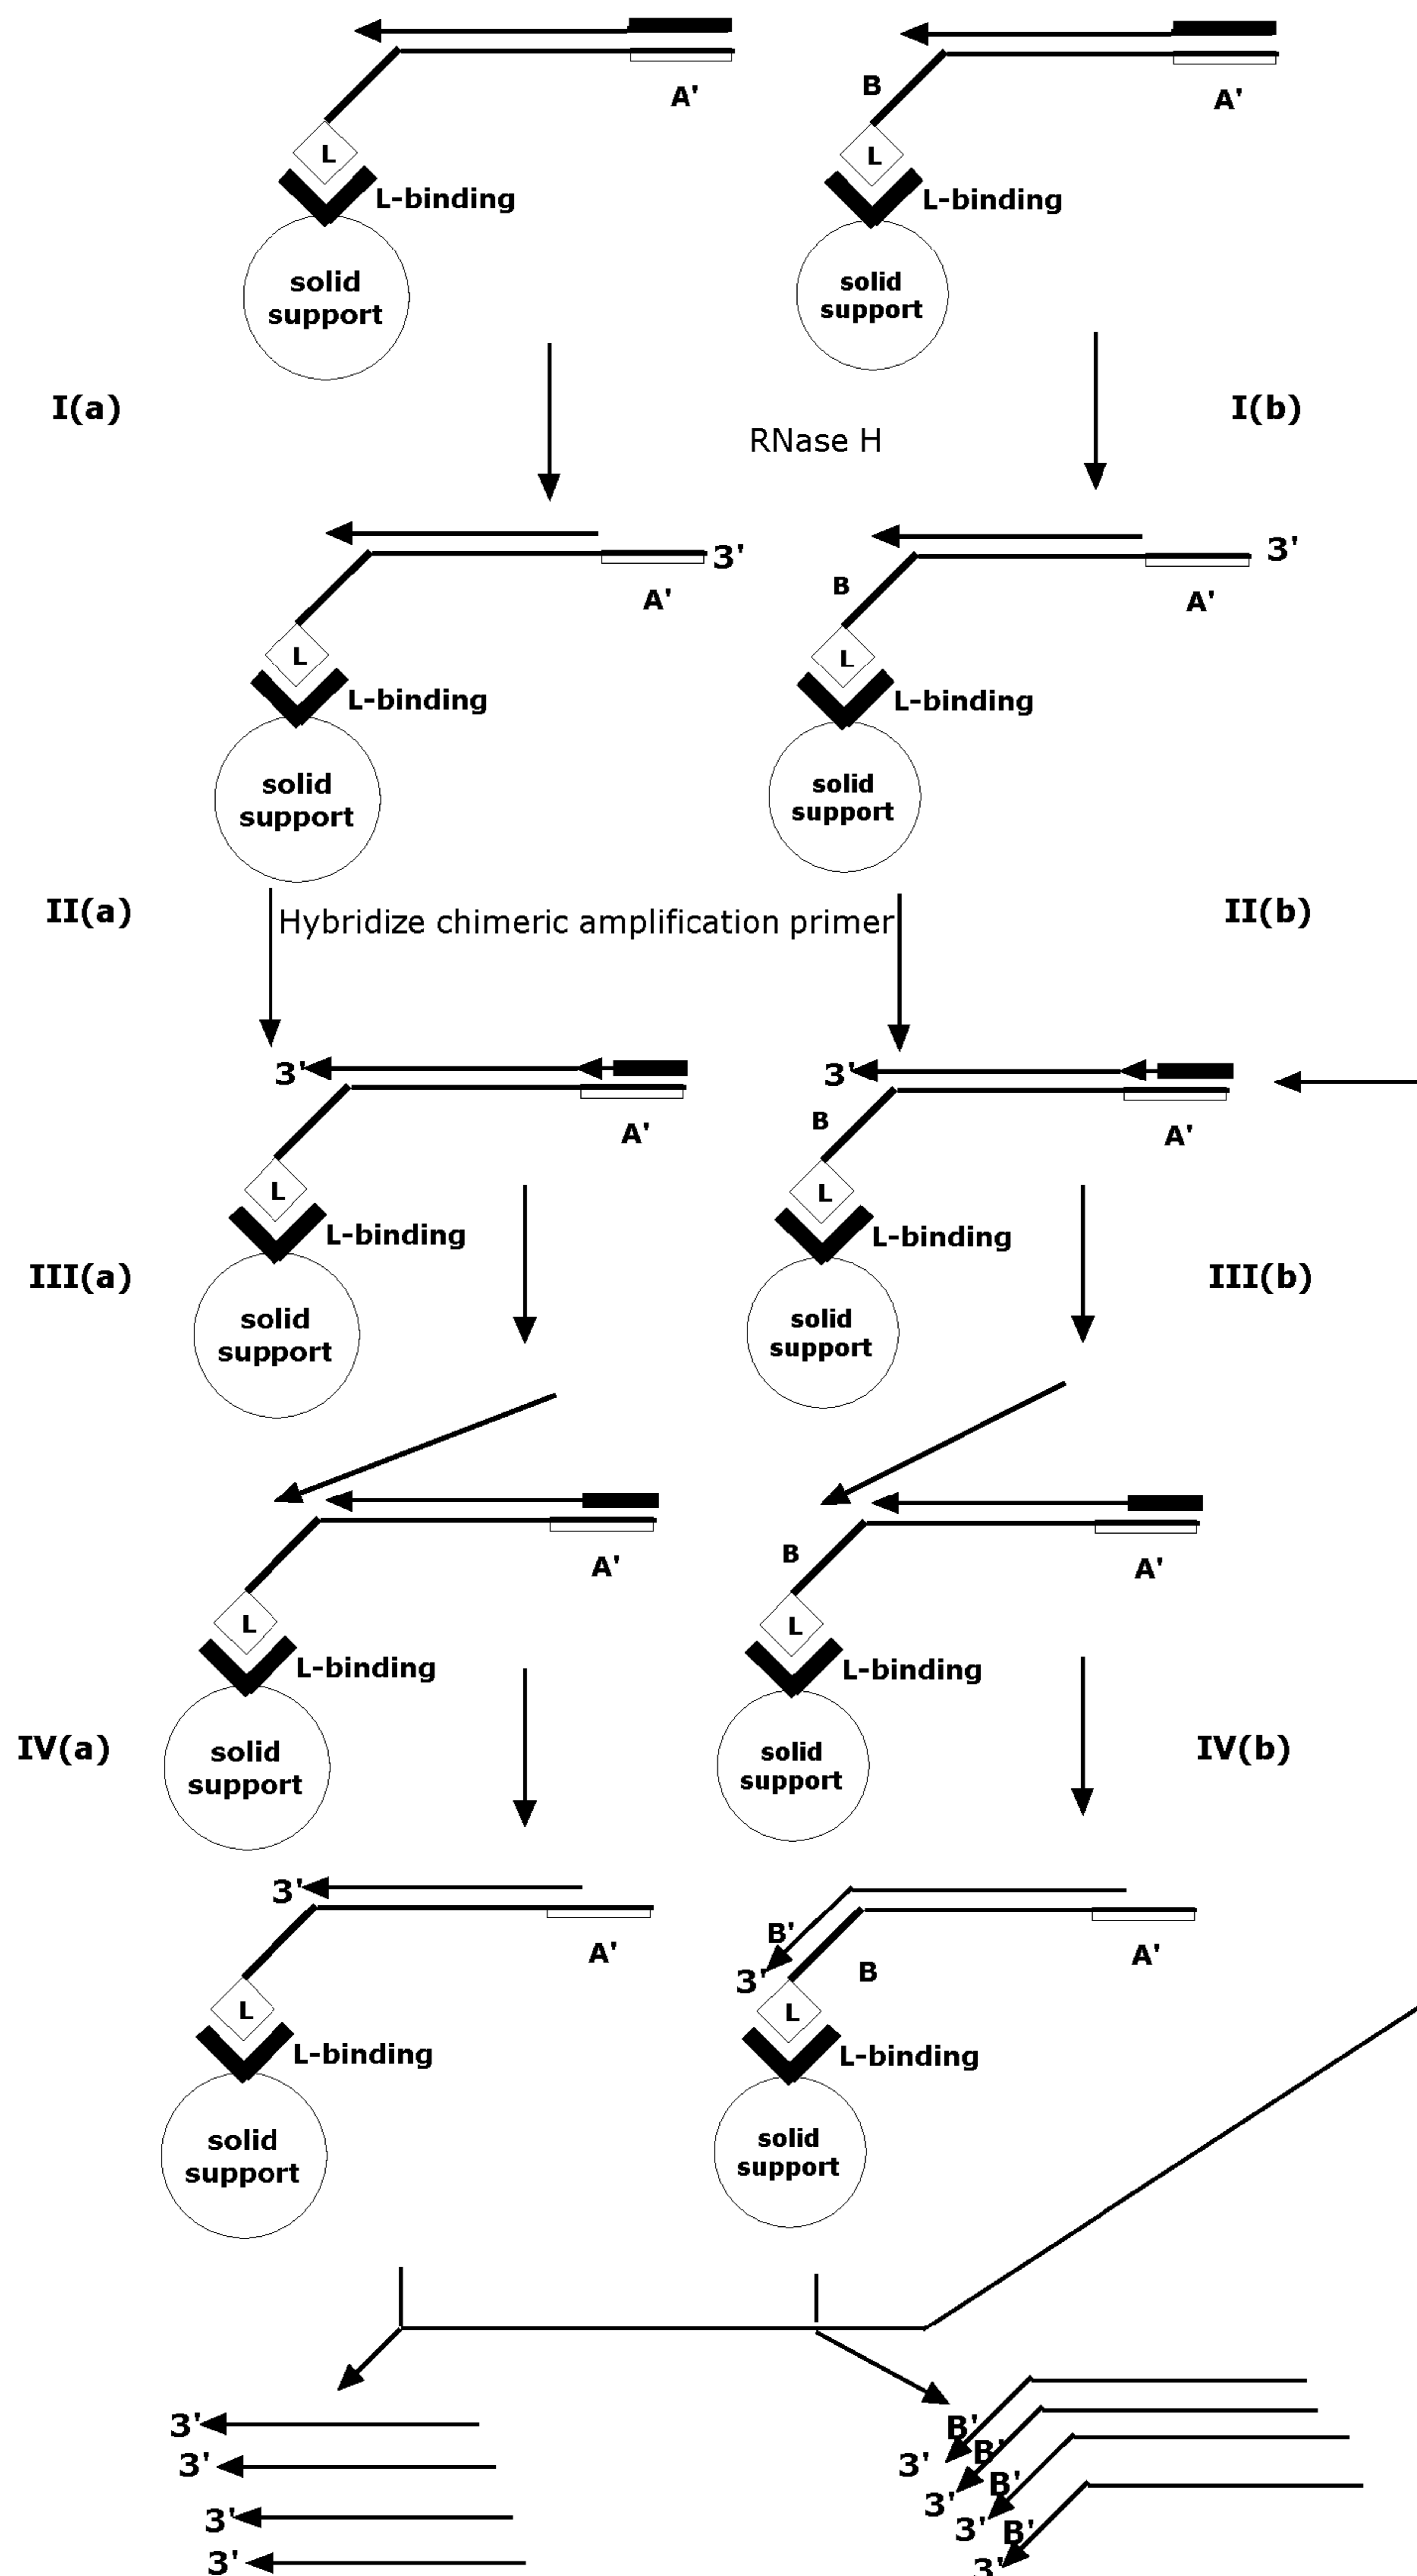 A'
B
A'
L
L
L-binding
L-binding
solid
support
solid
support
I(a)
I(b)
RNase H
3'
3'
B
A'
A'
L
L
L-binding
L-binding
solid
support
solid
support
II(a)
Hybridize chimeric amplification primer
II(b)
3'
3'
B
A'
A'
L
L
L-binding
L-binding
III(a)
III(b)
solid
support
solid
support
B
A'
A'
L
L
L-binding
L-binding
IV(a)
IV(b)
solid
support
solid
support
3'
B'
A'
A'
3'
B
L
L
L-binding
L-binding
solid
support
solid
support
3'
B'
3'
B'
3'
B'
3'
3'
3'
B'
3'
3'